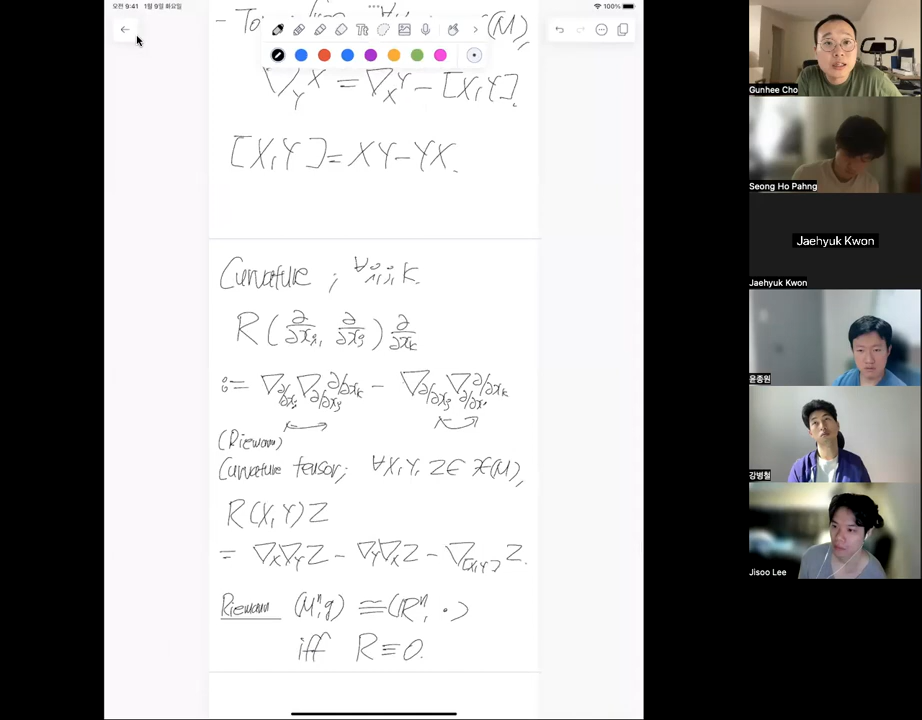 오전 9:41 1월 9일 화요일
100%
(M),
∇_Y X = ∇_X Y − [X,Y].
[X,Y] = XY − YX.
Curvature ; ∀i,j,k.
R(∂/∂x_i, ∂/∂x_j) ∂/∂x_k
:= ∇_{∂/∂x_i} ∇_{∂/∂x_j} ∂/∂x_k − ∇_{∂/∂x_j} ∇_{∂/∂x_i} ∂/∂x_k
(Riemann)
Curvature tensor; ∀X,Y,Z ∈ 𝔛(M),
R(X,Y)Z
= ∇_X ∇_Y Z − ∇_Y ∇_X Z − ∇_{[X,Y]} Z.
Riemann (M^n, g) ≅ (R^n, ·)
iff R ≡ 0.
Gunhee Cho
Seong Ho Pahng
Jaehyuk Kwon
Jaehyuk Kwon
윤종원
강병철
Jisoo Lee